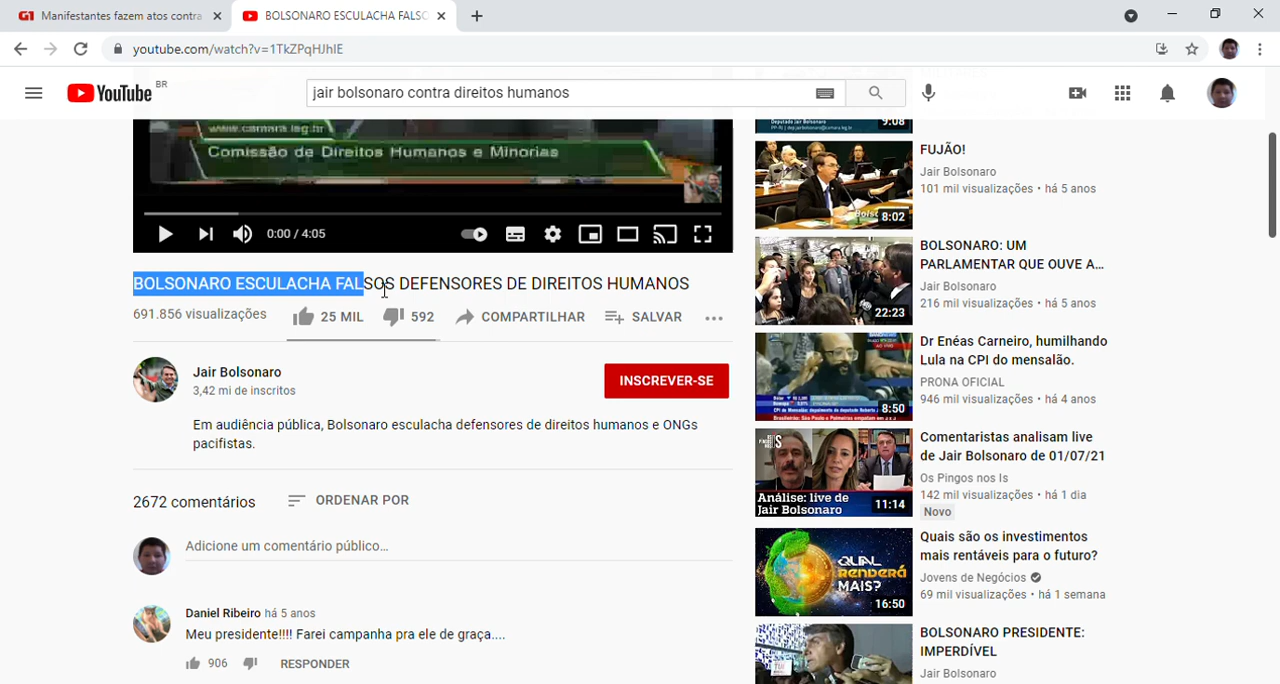 G1 Manifestantes fazem atos contra
BOLSONARO ESCULACHA FALSO
youtube.com/watch?v=1TkZPqHJhlE
YouTube BR
jair bolsonaro contra direitos humanos
www.camara.leg.br
Comissão de Direitos Humanos e Minorias
0:00 / 4:05
BOLSONARO ESCULACHA FALSOS DEFENSORES DE DIREITOS HUMANOS
691.856 visualizações
25 MIL
592
COMPARTILHAR
SALVAR
Jair Bolsonaro
3,42 mi de inscritos
INSCREVER-SE
Em audiência pública, Bolsonaro esculacha defensores de direitos humanos e ONGs
pacifistas.
2672 comentários
ORDENAR POR
Adicione um comentário público...
Daniel Ribeiro há 5 anos
Meu presidente!!!! Farei campanha pra ele de graça....
906
RESPONDER
Deputado Jair Bolsonaro
9:08
FUJÃO!
Jair Bolsonaro
101 mil visualizações • há 5 anos
8:02
BOLSONARO: UM
PARLAMENTAR QUE OUVE A...
Jair Bolsonaro
216 mil visualizações • há 5 anos
22:23
Dr Enéas Carneiro, humilhando
Lula na CPI do mensalão.
PRONA OFICIAL
946 mil visualizações • há 4 anos
8:50
Comentaristas analisam live
de Jair Bolsonaro de 01/07/21
Os Pingos nos Is
142 mil visualizações • há 1 dia
Novo
Análise: live de
Jair Bolsonaro
11:14
Quais são os investimentos
mais rentáveis para o futuro?
Jovens de Negócios
69 mil visualizações • há 1 semana
QUAL
RENDERÁ
MAIS?
16:50
BOLSONARO PRESIDENTE:
IMPERDÍVEL
Jair Bolsonaro